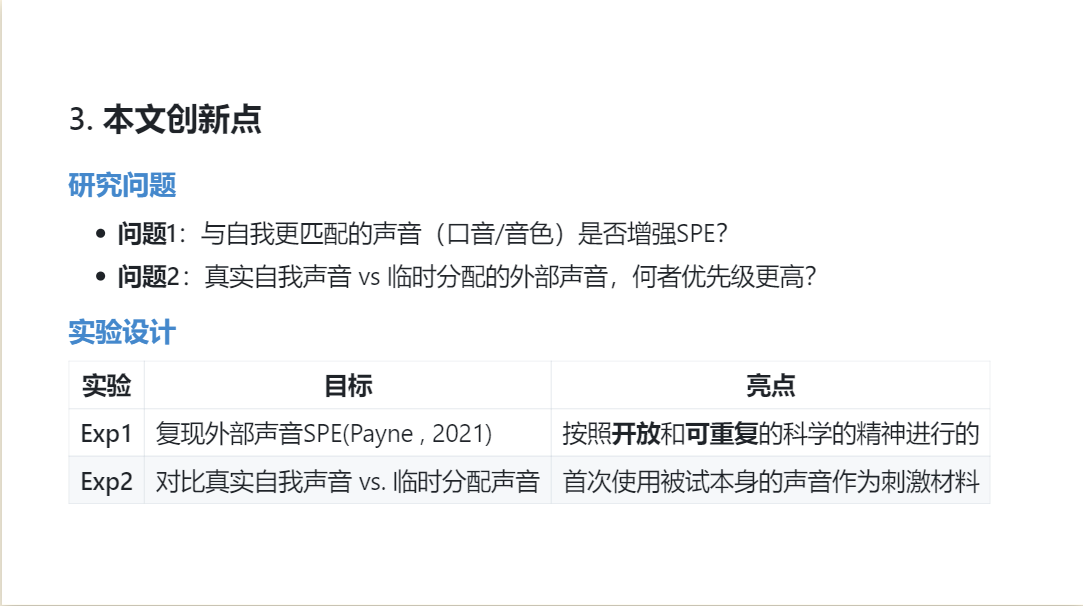 3. 本文创新点
研究问题
• 问题1：与自我更匹配的声音（口音/音色）是否增强SPE？
• 问题2：真实自我声音 vs 临时分配的外部声音，何者优先级更高？
实验设计
实验 目标 亮点
Exp1 复现外部声音SPE(Payne , 2021) 按照开放和可重复的科学的精神进行的
Exp2 对比真实自我声音 vs. 临时分配声音 首次使用被试本身的声音作为刺激材料